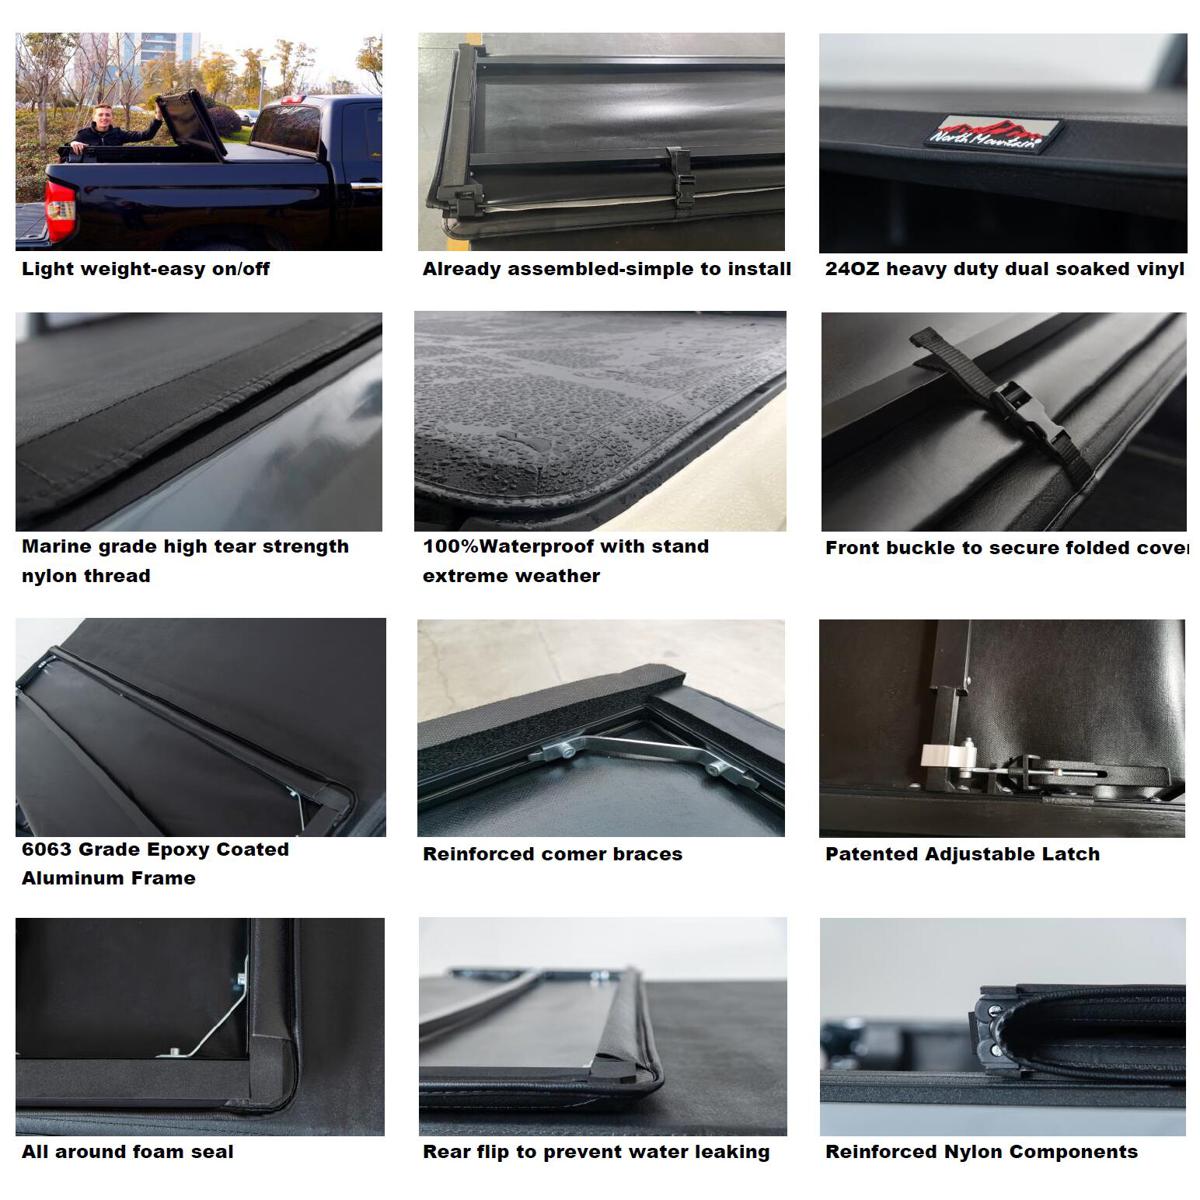 North Mountain
Light weight-easy on/off
Already assembled-simple to install
24OZ heavy duty dual soaked vinyl
Marine grade high tear strength
nylon thread
100%Waterproof with stand
extreme weather
Front buckle to secure folded cover
6063 Grade Epoxy Coated
Aluminum Frame
Reinforced comer braces
Patented Adjustable Latch
All around foam seal
Rear flip to prevent water leaking
Reinforced Nylon Components